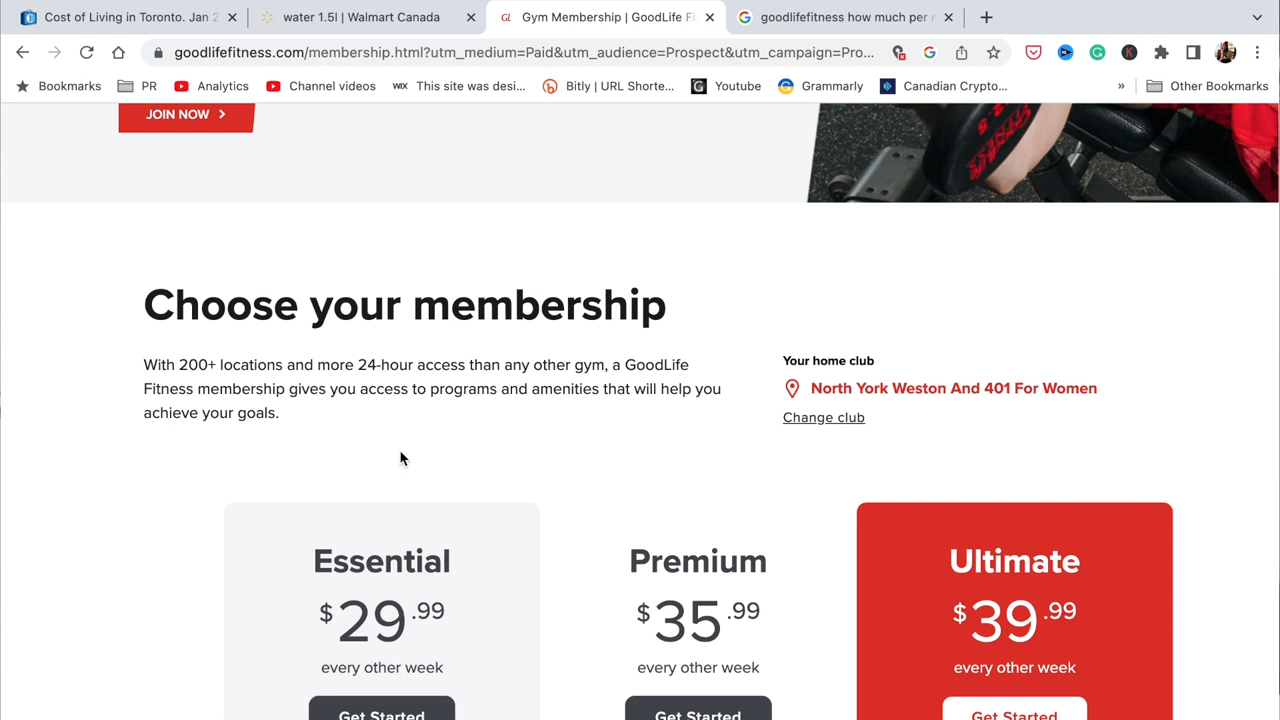 Cost of Living in Toronto. Jan 2
water 1.5l | Walmart Canada
GL Gym Membership | GoodLife Fi
goodlifefitness how much per
goodlifefitness.com/membership.html?utm_medium=Paid&utm_audience=Prospect&utm_campaign=Pro...
Bookmarks
PR
Analytics
Channel videos
WIX This site was desi...
Bitly | URL Shorte...
Youtube
Grammarly
Canadian Crypto...
»
Other Bookmarks
JOIN NOW
2.5
Choose your membership
With 200+ locations and more 24-hour access than any other gym, a GoodLife
Fitness membership gives you access to programs and amenities that will help you
achieve your goals.
Your home club
North York Weston And 401 For Women
Change club
Essential
$29.99
every other week
Get Started
Premium
$35.99
every other week
Get Started
Ultimate
$39.99
every other week
Get Started